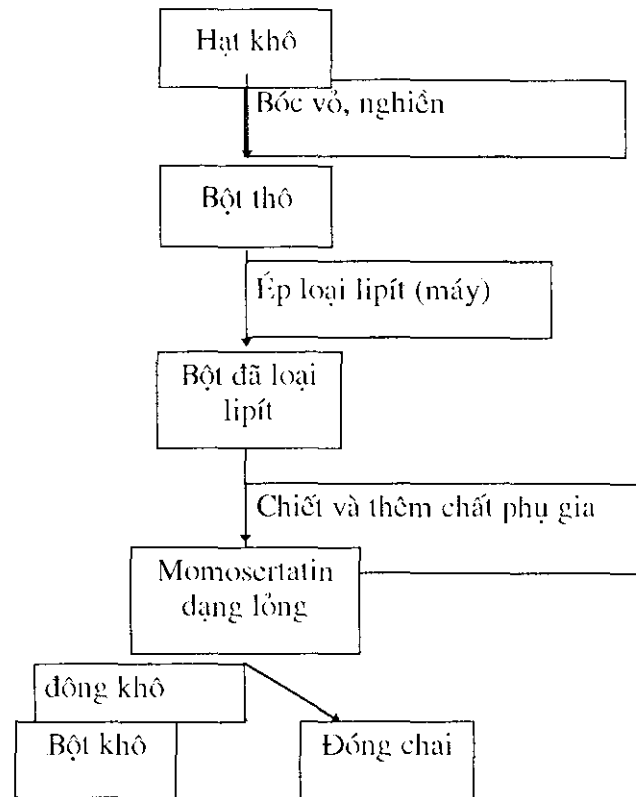 Hạt khô
Bóc vỏ, nghiền
Bột thô
Ép loại lipít (máy)
Bột đã loại
lipít
Chiết và thêm chất phụ gia
Momosertatin
dạng lỏng
đông khô
Bột khô
Đóng chai